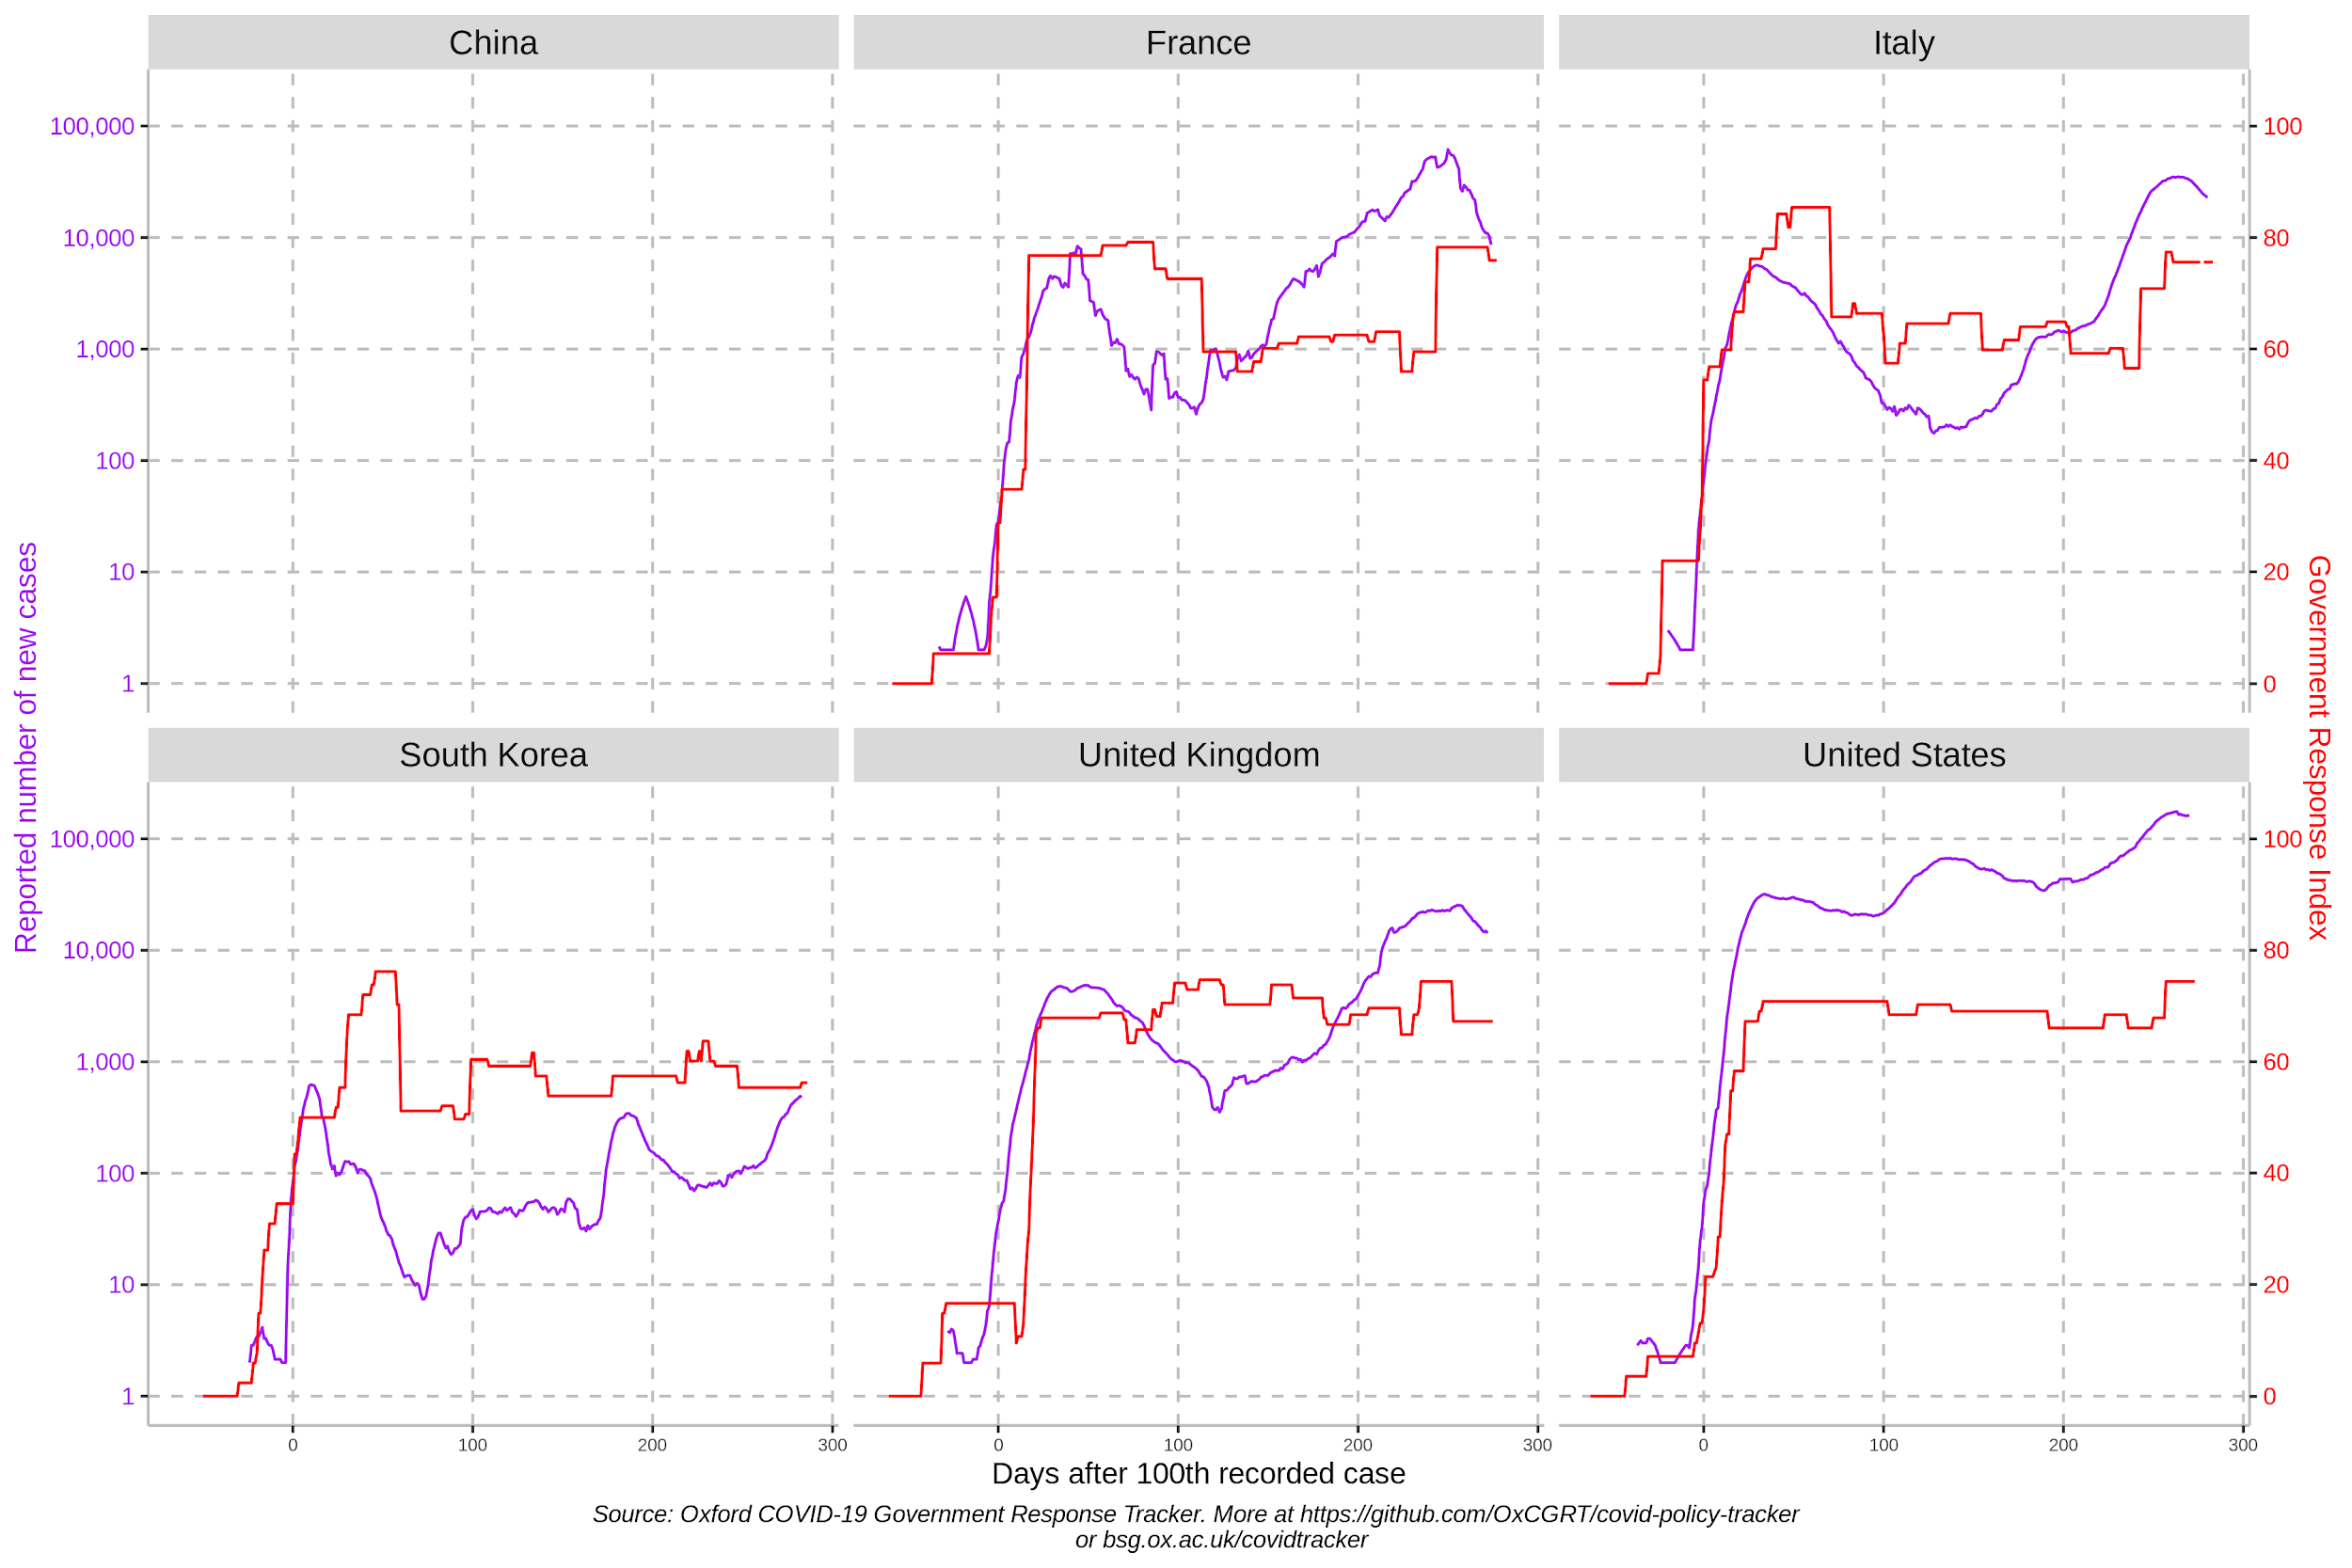 China
France
Italy
100,000
10,000
1,000
100
10
1
100
80
60
40
20
0
South Korea
United Kingdom
United States
100,000
10,000
1,000
100
10
1
100
80
60
40
20
0
Reported number of new cases
Government Response Index
0 100 200 300
0 100 200 300
0 100 200 300
Days after 100th recorded case
Source: Oxford COVID-19 Government Response Tracker. More at https://github.com/OxCGRT/covid-policy-tracker
or bsg.ox.ac.uk/covidtracker